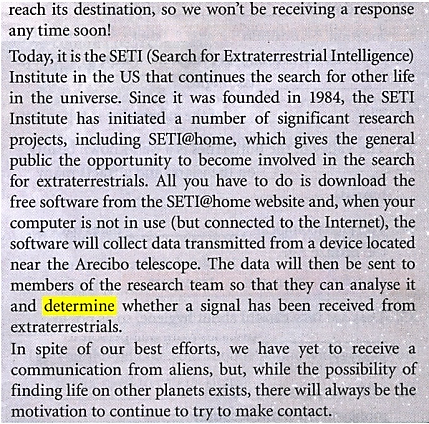 reach its destination, so we won't be receiving a response
any time soon!
Today, it is the SETI (Search for Extraterrestrial Intelligence)
Institute in the US that continues the search for other life
in the universe. Since it was founded in 1984, the SETI
Institute has initiated a number of significant research
projects, including SETI@home, which gives the general
public the opportunity to become involved in the search
for extraterrestrials. All you have to do is download the
free software from the SETI@home website and, when your
computer is not in use (but connected to the Internet), the
software will collect data transmitted from a device located
near the Arecibo telescope. The data will then be sent to
members of the research team so that they can analyse it
and determine whether a signal has been received from
extraterrestrials.
In spite of our best efforts, we have yet to receive a
communication from aliens, but, while the possibility of
finding life on other planets exists, there will always be the
motivation to continue to try to make contact.